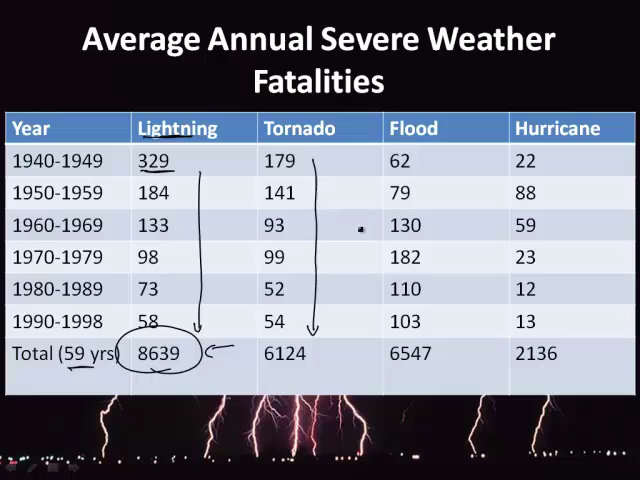 Average Annual Severe Weather
Fatalities
Year Lightning Tornado Flood Hurricane
1940-1949 329 179 62 22
1950-1959 184 141 79 88
1960-1969 133 93 130 59
1970-1979 98 99 182 23
1980-1989 73 52 110 12
1990-1998 58 54 103 13
Total (59 yrs) 8639 6124 6547 2136